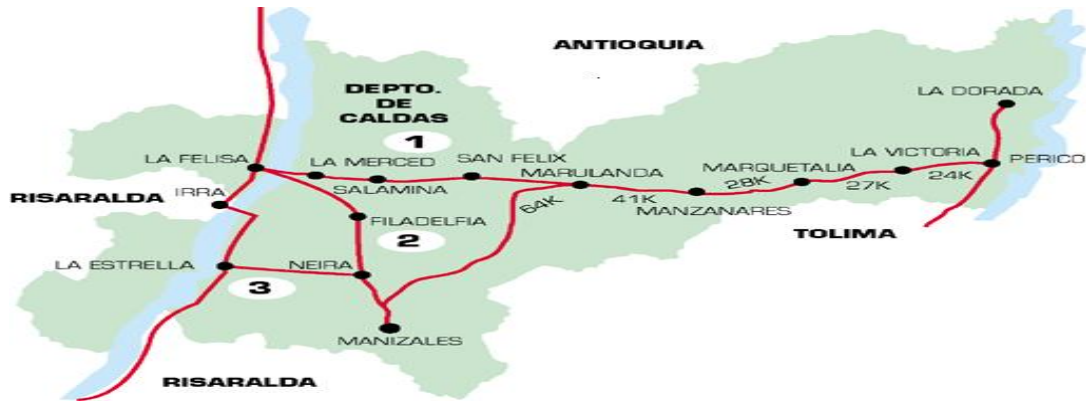 ANTIOQUIA
DEPTO.
DE
CALDAS
1
LA DORADA
LA FELISA
LA MERCED
SAN FELIX
MARULANDA
MARQUETALIA
LA VICTORIA
PERICO
RISARALDA
IRRA
SALAMINA
64K
41K
28K
27K
24K
MANZANARES
FILADELFIA
2
TOLIMA
LA ESTRELLA
NEIRA
3
MANIZALES
RISARALDA